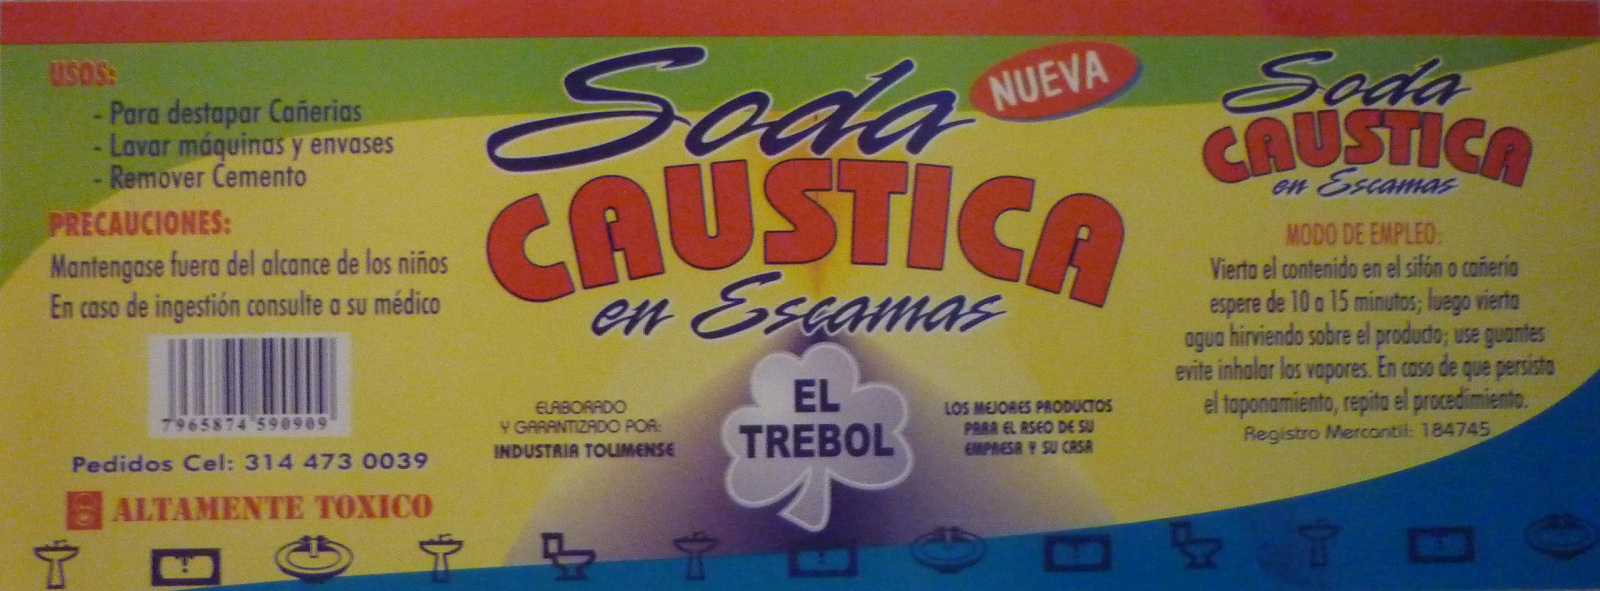 USOS:
- Para destapar Cañerias
- Lavar máquinas y envases
- Remover Cemento
PRECAUCIONES:
Mantengase fuera del alcance de los niños
En caso de ingestión consulte a su médico
7965874590909
Pedidos Cel: 314 473 0039
ALTAMENTE TOXICO
Soda
NUEVA
CAUSTICA
en Escamas
EL
TREBOL
ELABORADO
Y GARANTIZADO POR:
INDUSTRIA TOLIMENSE
LOS MEJORES PRODUCTOS
PARA EL ASEO DE SU
EMPRESA Y SU CASA
Soda
CAUSTICA
en Escamas
MODO DE EMPLEO:
Vierta el contenido en el sifón o cañeria
espere de 10 a 15 minutos; luego vierta
agua hirviendo sobre el producto; use guantes
evite inhalar los vapores. En caso de que persista
el taponamiento, repita el procedimiento.
Registro Mercantil: 184745